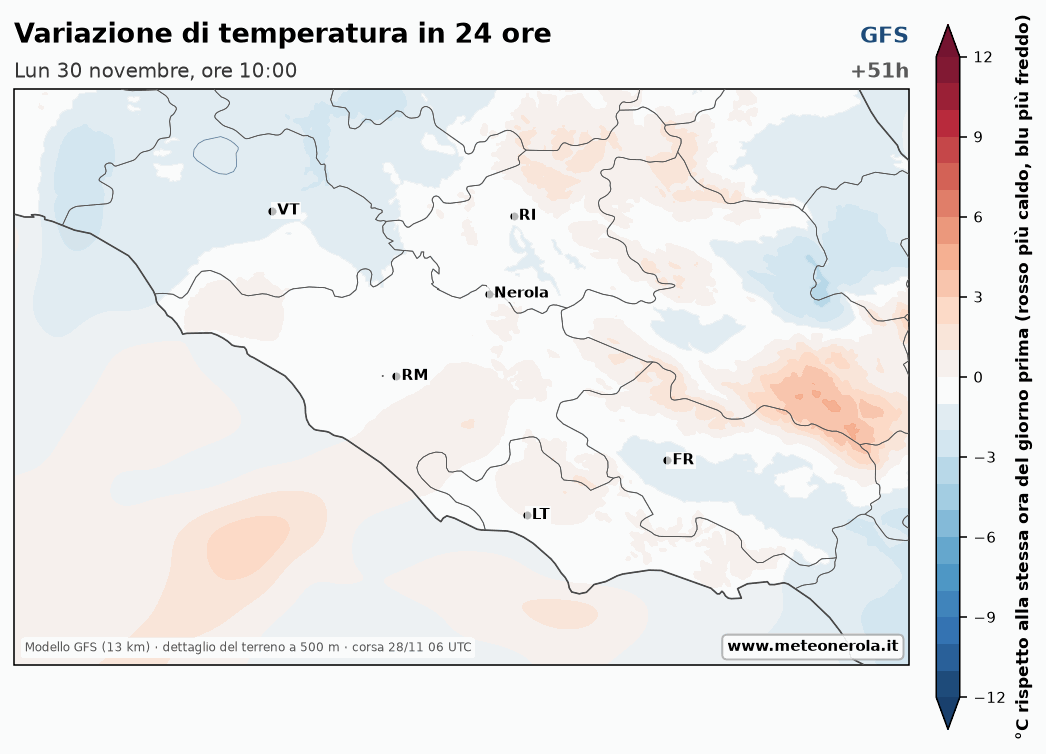 Variazione di temperatura in 24 ore
GFS
Lun 30 novembre, ore 10:00
+51h
VT
RI
Nerola
RM
FR
LT
Modello GFS (13 km) · dettaglio del terreno a 500 m · corsa 28/11 06 UTC
www.meteonerola.it
12
9
6
3
0
−3
−6
−9
−12
°C rispetto alla stessa ora del giorno prima (rosso più caldo, blu più freddo)